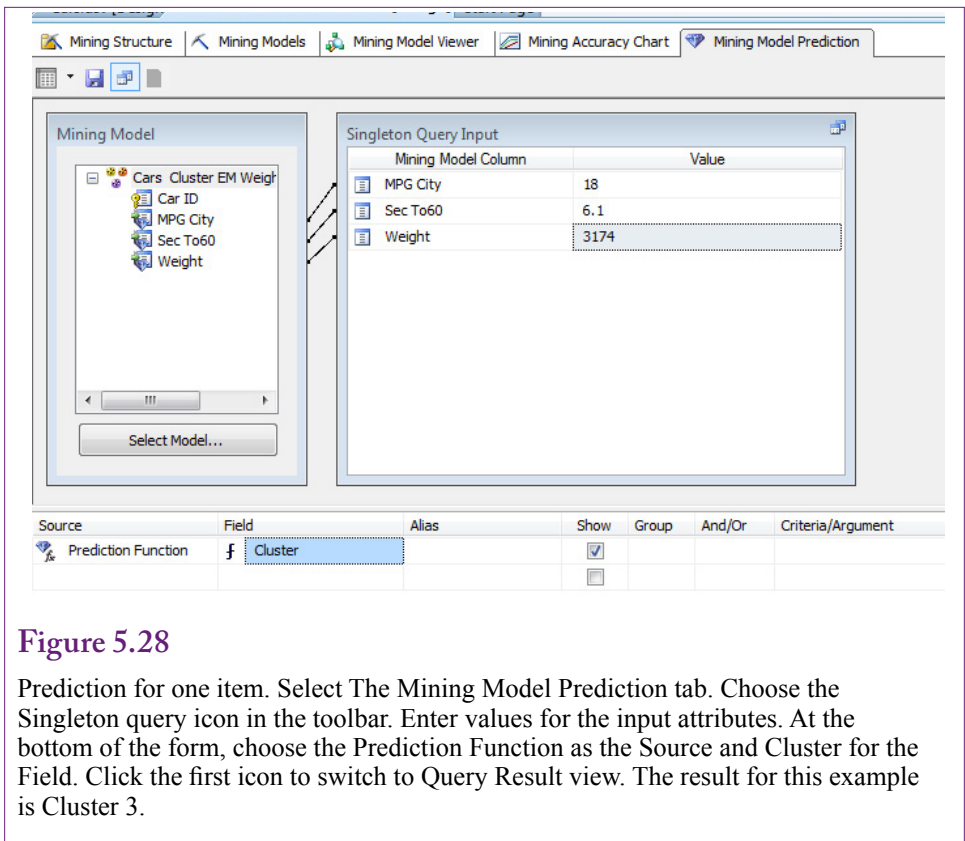 Mining Structure Mining Models Mining Model Viewer Mining Accuracy Chart Mining Model Prediction
Mining Model
Cars Cluster EM Weigh
Car ID
MPG City
Sec To60
Weight
Select Model...
Singleton Query Input
Mining Model Column Value
MPG City 18
Sec To60 6.1
Weight 3174
Source Field Alias Show Group And/Or Criteria/Argument
Prediction Function Cluster
Figure 5.28
Prediction for one item. Select The Mining Model Prediction tab. Choose the
Singleton query icon in the toolbar. Enter values for the input attributes. At the
bottom of the form, choose the Prediction Function as the Source and Cluster for the
Field. Click the first icon to switch to Query Result view. The result for this example
is Cluster 3.